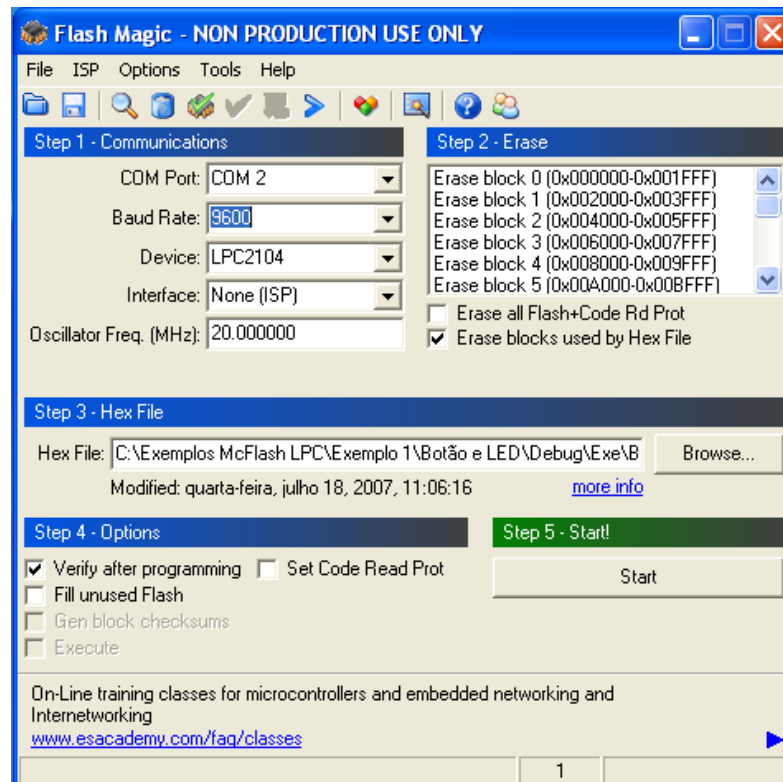 Flash Magic - NON PRODUCTION USE ONLY
File ISP Options Tools Help
Step 1 - Communications
COM Port: COM 2
Baud Rate: 9600
Device: LPC2104
Interface: None (ISP)
Oscillator Freq. (MHz): 20.000000
Step 2 - Erase
Erase block 0 (0x000000-0x001FFF)
Erase block 1 (0x002000-0x003FFF)
Erase block 2 (0x004000-0x005FFF)
Erase block 3 (0x006000-0x007FFF)
Erase block 4 (0x008000-0x009FFF)
Erase block 5 (0x00A000-0x00BFFF)
Erase all Flash+Code Rd Prot
Erase blocks used by Hex File
Step 3 - Hex File
Hex File: C:\Exemplos McFlash LPC\Exemplo 1\Botão e LED\Debug\Exe\B Browse...
Modified: quarta-feira, julho 18, 2007, 11:06:16 more info
Step 4 - Options
Verify after programming Set Code Read Prot
Fill unused Flash
Gen block checksums
Execute
Step 5 - Start!
Start
On-Line training classes for microcontrollers and embedded networking and
Internetworking
www.esacademy.com/faq/classes
1